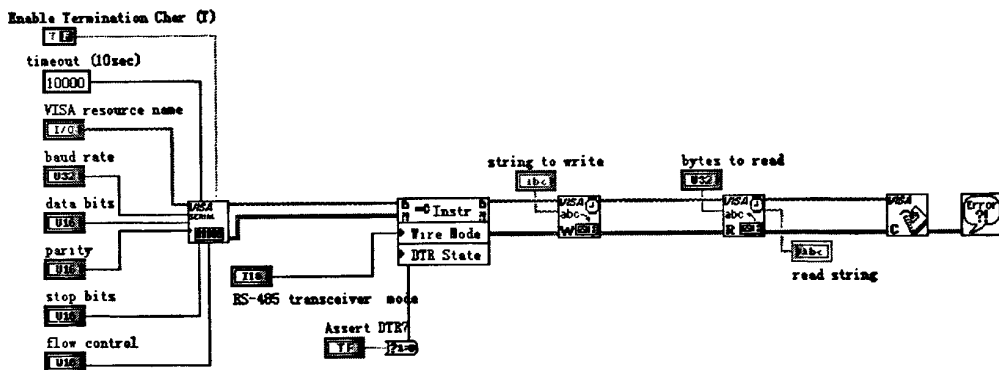 Enable Termination Char (T)
timeout (10sec)
10000
VISA resource name
I/O
baud rate
U32
data bits
U16
parity
U16
stop bits
U16
flow control
U16
VISA
SERIAL
Instr
Wire Mode
DTR State
I16
RS-485 transceiver mode
Assert DTR?
TF
string to write
abc
VISA
abc
W
bytes to read
U32
VISA
abc
R
abc
read string
VISA
C
Error
?!